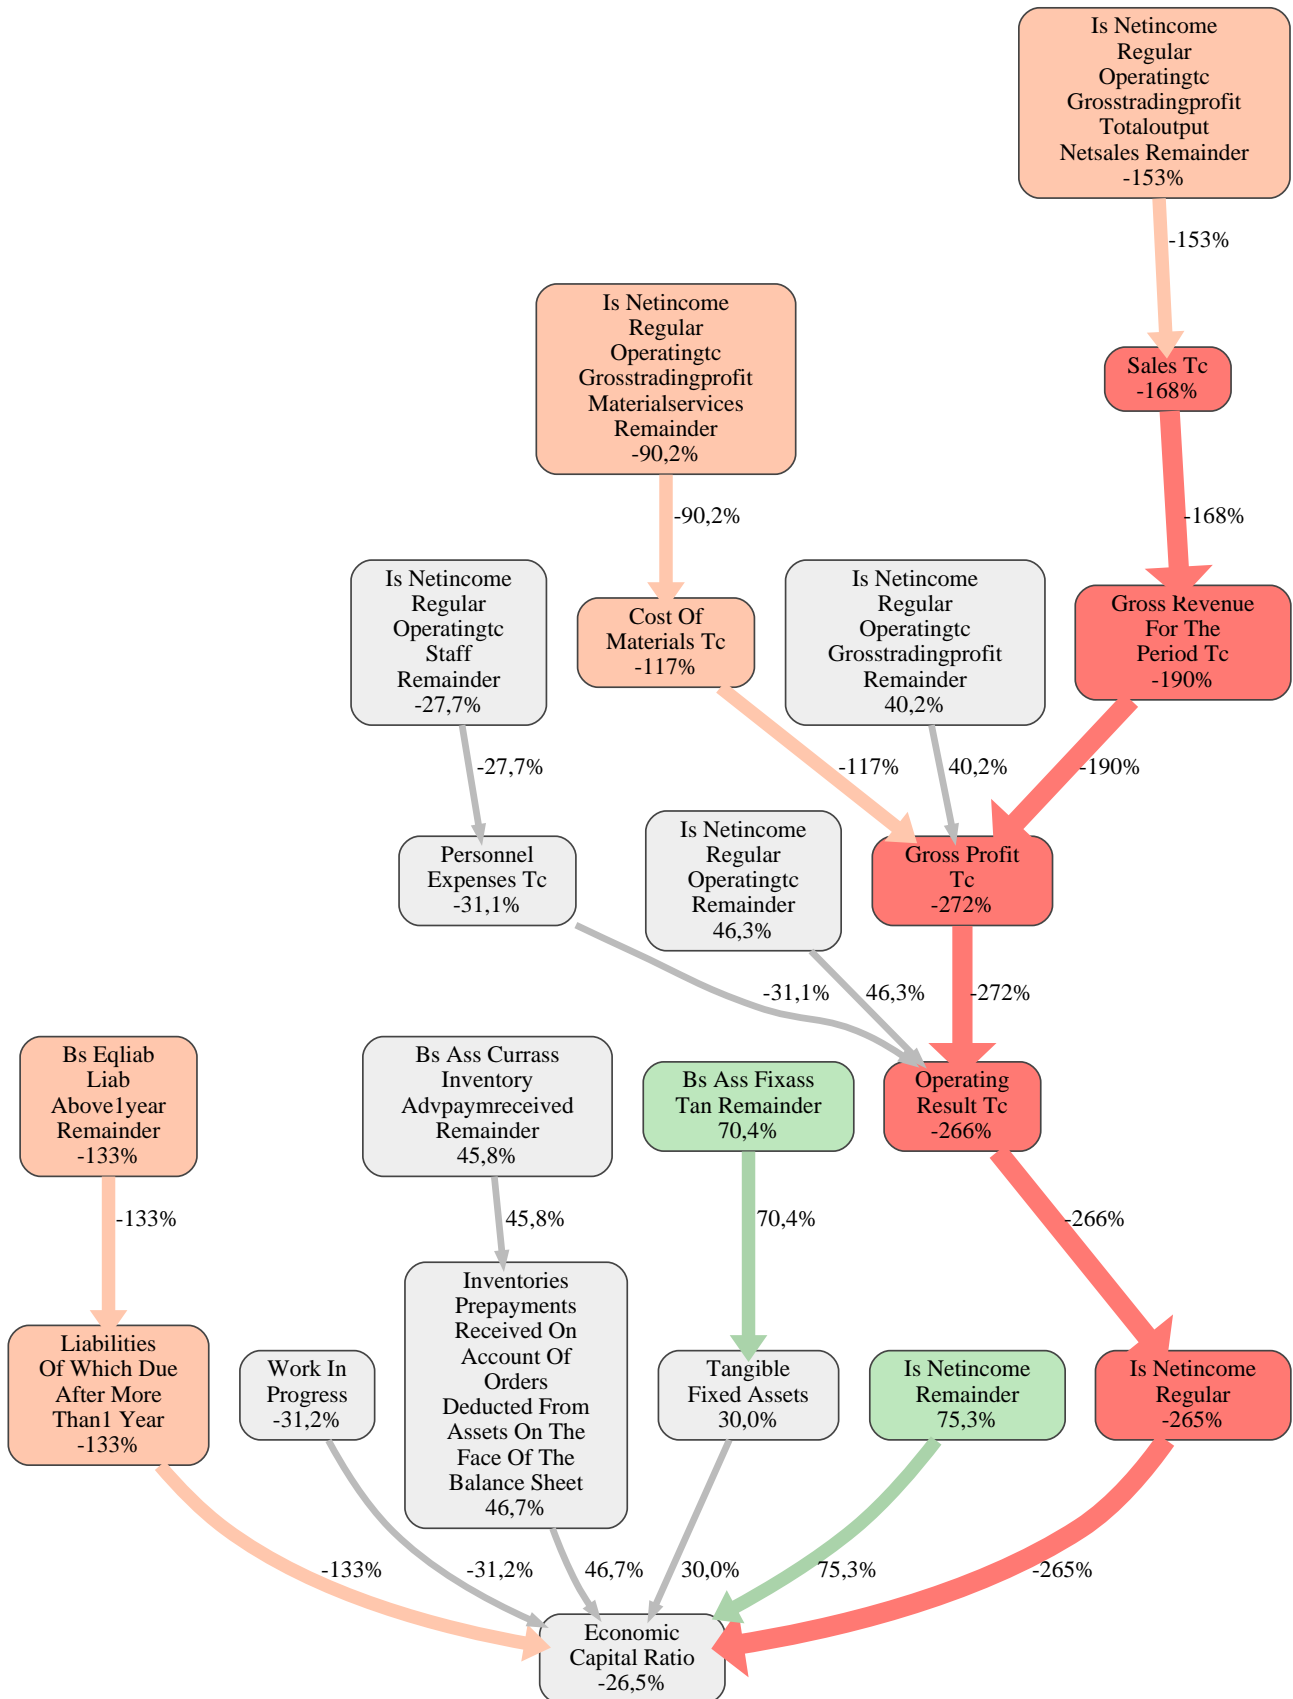 Is Netincome
Regular
Operatingtc
Grosstradingprofit
Totaloutput
Netsales Remainder
-153%
-153%
Is Netincome
Regular
Operatingtc
Grosstradingprofit
Materialservices
Remainder
-90,2%
Sales Tc
-168%
-90,2%
-168%
Is Netincome
Regular
Operatingtc
Staff
Remainder
-27,7%
Cost Of
Materials Tc
-117%
Is Netincome
Regular
Operatingtc
Grosstradingprofit
Remainder
40,2%
Gross Revenue
For The
Period Tc
-190%
-27,7%
-117%
40,2%
-190%
Personnel
Expenses Tc
-31,1%
Is Netincome
Regular
Operatingtc
Remainder
46,3%
Gross Profit
Tc
-272%
-31,1%
46,3%
-272%
Bs Eqliab
Liab
Above1year
Remainder
-133%
Bs Ass Currass
Inventory
Advpaymreceived
Remainder
45,8%
Bs Ass Fixass
Tan Remainder
70,4%
Operating
Result Tc
-266%
-133%
45,8%
70,4%
-266%
Liabilities
Of Which Due
After More
Than1 Year
-133%
Work In
Progress
-31,2%
Inventories
Prepayments
Received On
Account Of
Orders
Deducted From
Assets On The
Face Of The
Balance Sheet
46,7%
Tangible
Fixed Assets
30,0%
Is Netincome
Remainder
75,3%
Is Netincome
Regular
-265%
-133%
-31,2%
46,7%
30,0%
75,3%
-265%
Economic
Capital Ratio
-26,5%